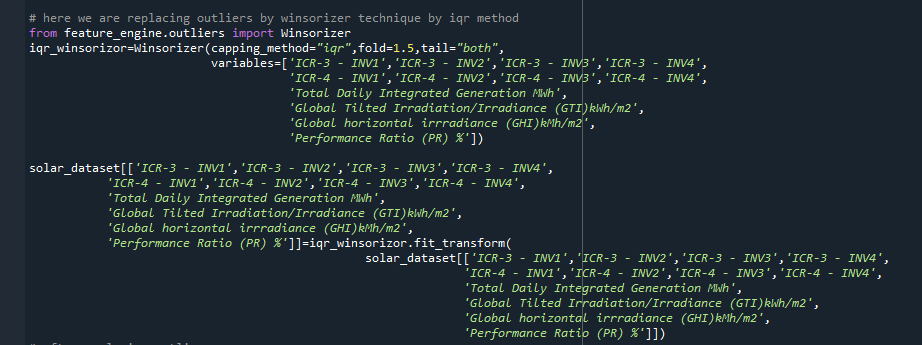 # here we are replacing outliers by winsorizer technique by iqr method
from feature_engine.outliers import Winsorizer
iqr_winsorizor=Winsorizer(capping_method="iqr",fold=1.5,tail="both",
variables=['ICR-3 - INV1','ICR-3 - INV2','ICR-3 - INV3','ICR-3 - INV4',
'ICR-4 - INV1','ICR-4 - INV2','ICR-4 - INV3','ICR-4 - INV4',
'Total Daily Integrated Generation MWh',
'Global Tilted Irradiation/Irradiance (GTI)kWh/m2',
'Global horizontal irrradiance (GHI)kMh/m2',
'Performance Ratio (PR) %'])
solar_dataset[['ICR-3 - INV1','ICR-3 - INV2','ICR-3 - INV3','ICR-3 - INV4',
'ICR-4 - INV1','ICR-4 - INV2','ICR-4 - INV3','ICR-4 - INV4',
'Total Daily Integrated Generation MWh',
'Global Tilted Irradiation/Irradiance (GTI)kWh/m2',
'Global horizontal irrradiance (GHI)kMh/m2',
'Performance Ratio (PR) %']]=iqr_winsorizor.fit_transform(
solar_dataset[['ICR-3 - INV1','ICR-3 - INV2','ICR-3 - INV3','ICR-3 - INV4',
'ICR-4 - INV1','ICR-4 - INV2','ICR-4 - INV3','ICR-4 - INV4',
'Total Daily Integrated Generation MWh',
'Global Tilted Irradiation/Irradiance (GTI)kWh/m2',
'Global horizontal irrradiance (GHI)kMh/m2',
'Performance Ratio (PR) %']])